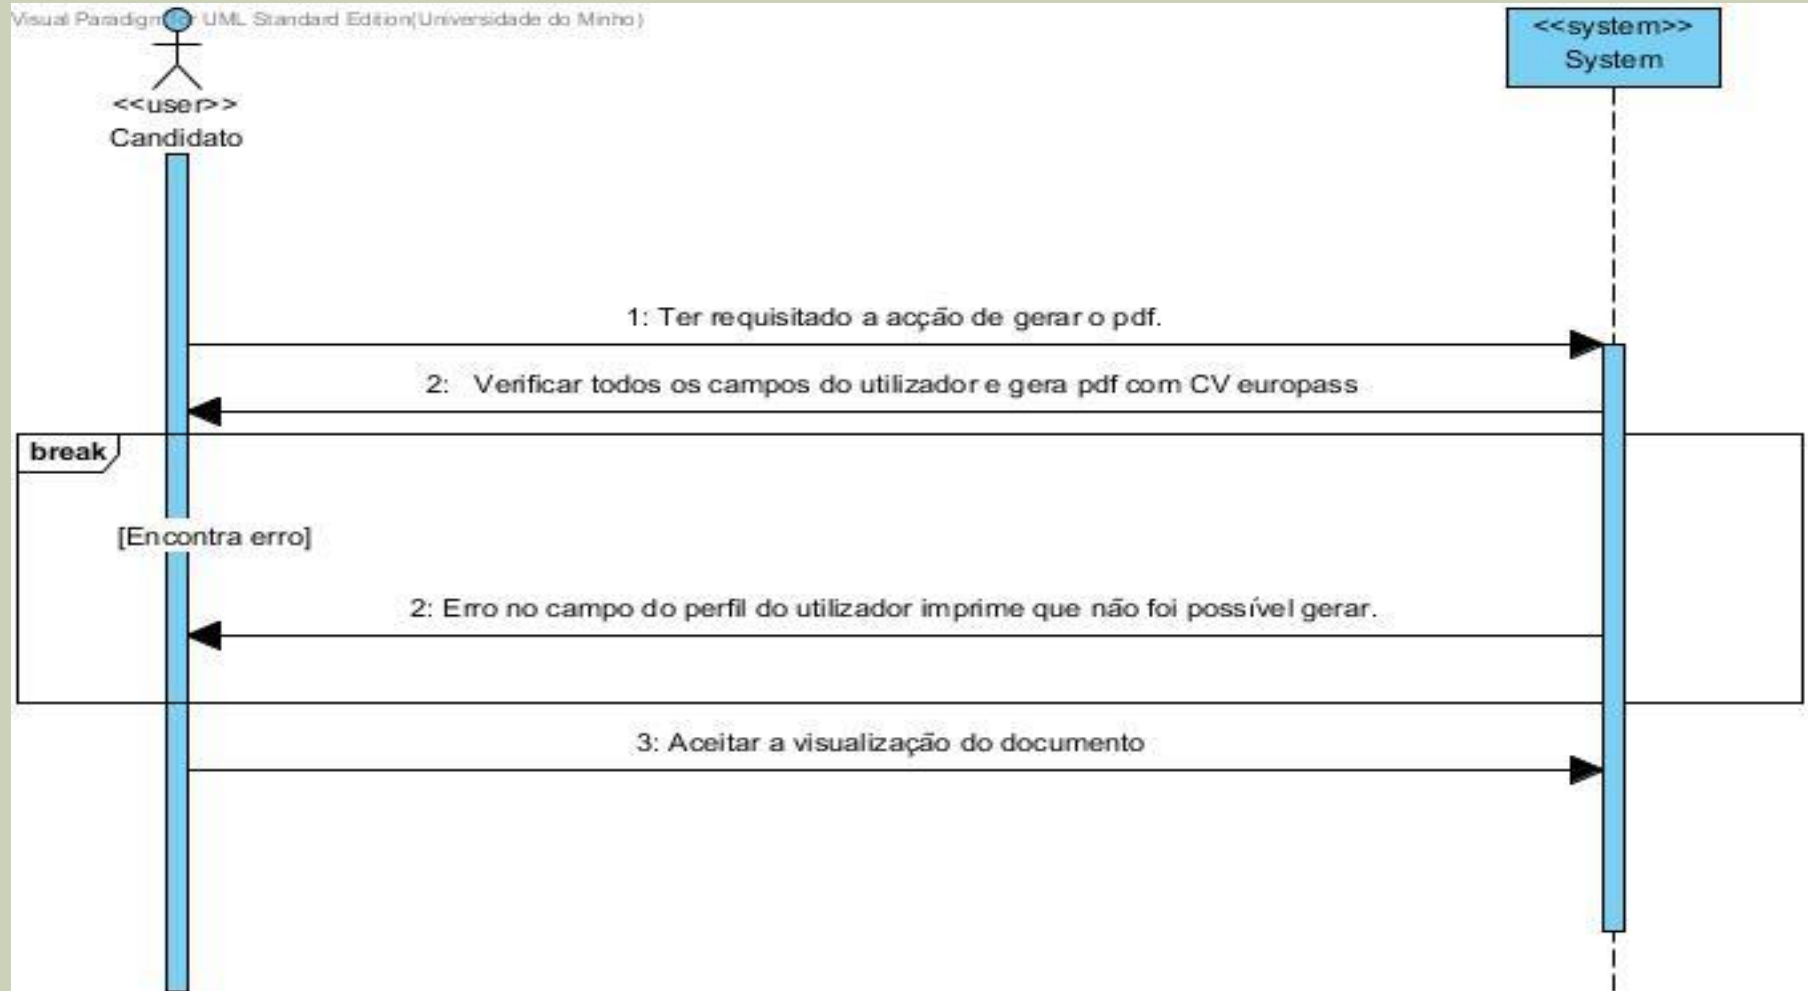 Visual Paradigm for UML Standard Edition(Universidade do Minho)
<<system>>
System
<<user>>
Candidato
1: Ter requisitado a acção de gerar o pdf.
2: Verificar todos os campos do utilizador e gera pdf com CV europass
break
[Encontra erro]
2: Erro no campo do perfil do utilizador imprime que não foi possível gerar.
3: Aceitar a visualização do documento